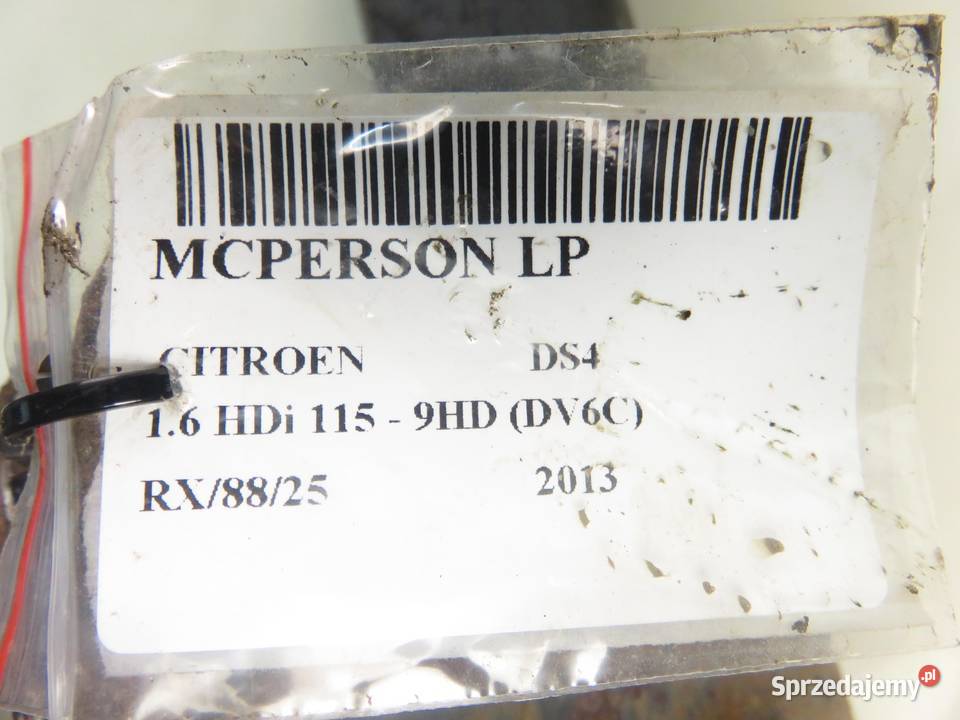 MCPERSON LP
CITROEN DS4
1.6 HDi 115 - 9HD (DV6C)
RX/88/25 2013
Sprzedajemy.pl